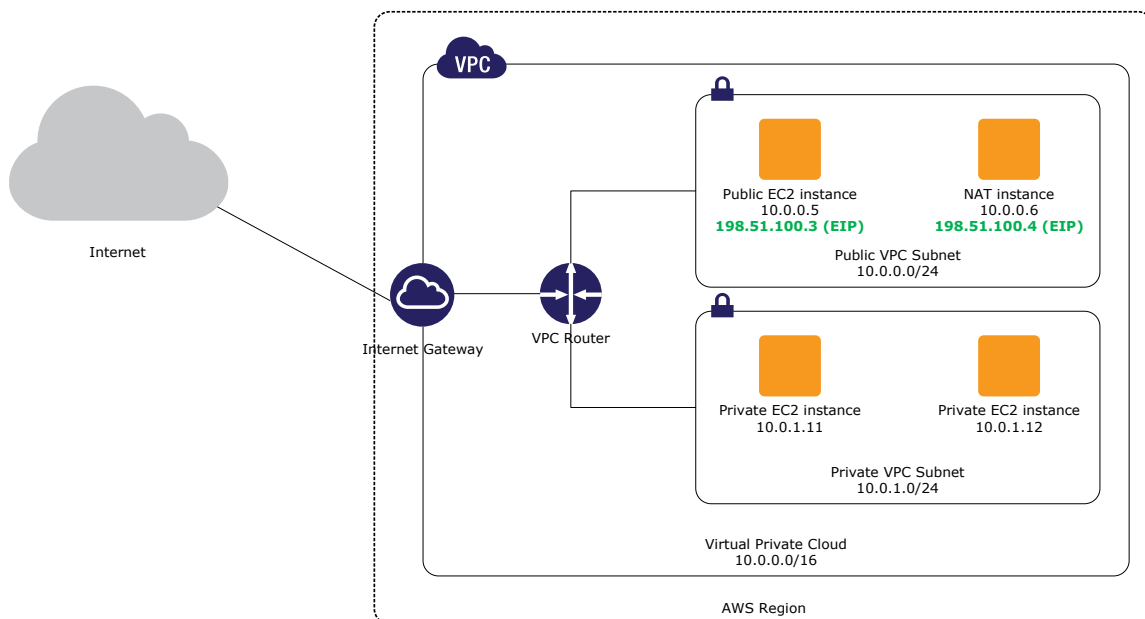 VPC
Public EC2 instance
10.0.0.5
198.51.100.3 (EIP)
NAT instance
10.0.0.6
198.51.100.4 (EIP)
Public VPC Subnet
10.0.0.0/24
Internet
Internet Gateway
VPC Router
Private EC2 instance
10.0.1.11
Private EC2 instance
10.0.1.12
Private VPC Subnet
10.0.1.0/24
Virtual Private Cloud
10.0.0.0/16
AWS Region